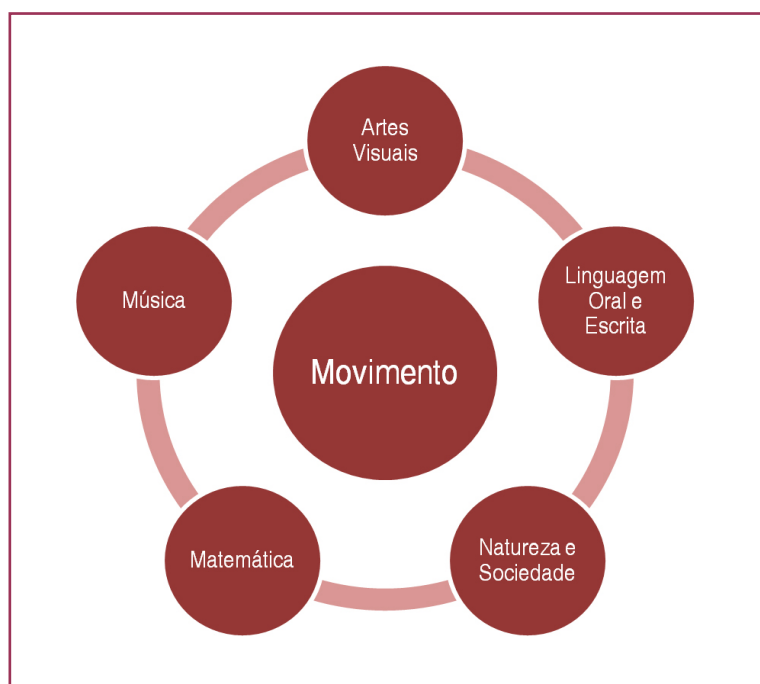 Artes
Visuais
Linguagem
Oral e
Escrita
Música
Movimento
Matemática
Natureza e
Sociedade